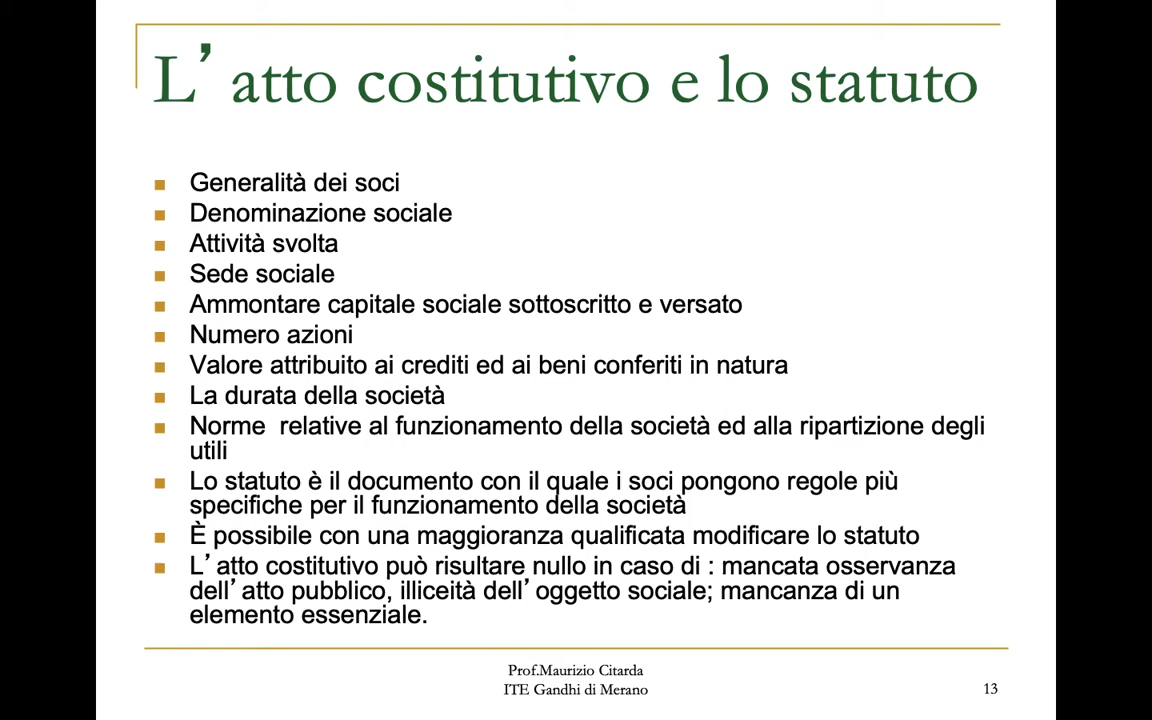 L’atto costitutivo e lo statuto
Generalità dei soci
Denominazione sociale
Attività svolta
Sede sociale
Ammontare capitale sociale sottoscritto e versato
Numero azioni
Valore attribuito ai crediti ed ai beni conferiti in natura
La durata della società
Norme relative al funzionamento della società ed alla ripartizione degli
utili
Lo statuto è il documento con il quale i soci pongono regole più
specifiche per il funzionamento della società
È possibile con una maggioranza qualificata modificare lo statuto
L’atto costitutivo può risultare nullo in caso di : mancata osservanza
dell’atto pubblico, illiceità dell’oggetto sociale; mancanza di un
elemento essenziale.
Prof.Maurizio Citarda
ITE Gandhi di Merano
13